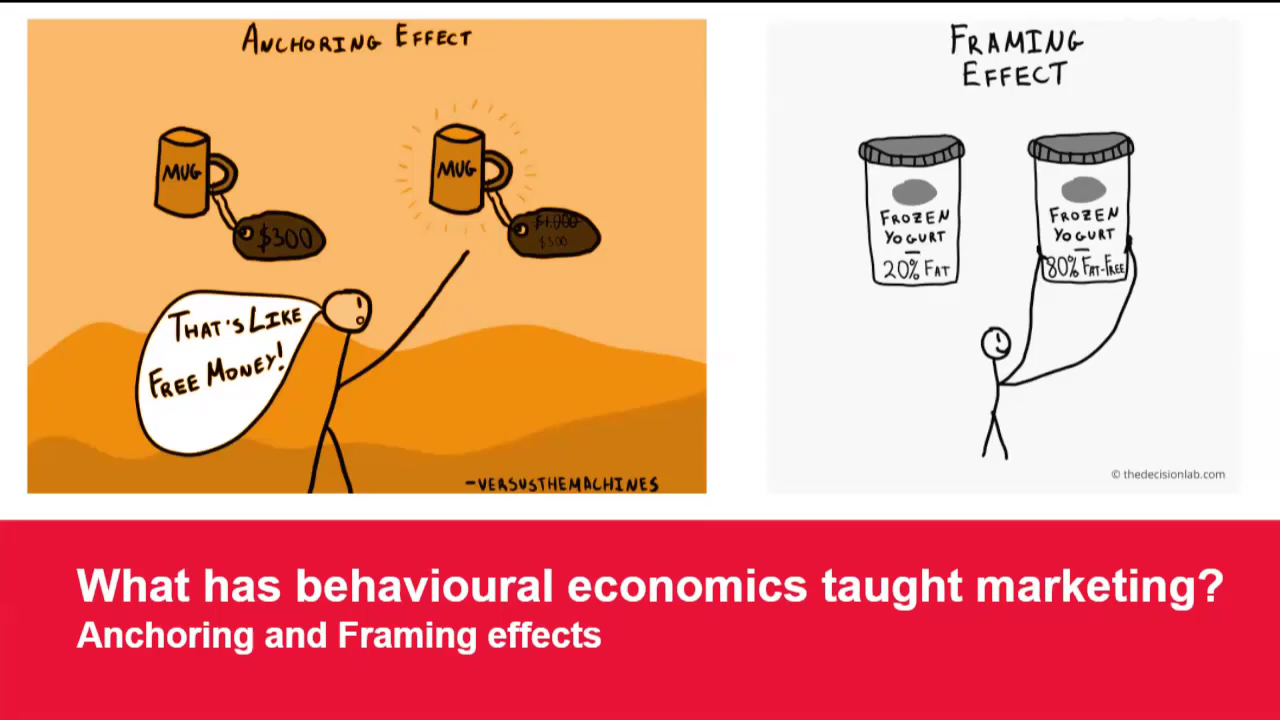 ANCHORING EFFECT
MUG
$300
MUG
$1.000
$300
THAT'S LIKE
FREE MONEY!
-VERSUSTHEMACHINES
FRAMING
EFFECT
FROZEN
YOGURT
20% FAT
FROZEN
YOGURT
80% FAT-FREE
© thedecisionlab.com
What has behavioural economics taught marketing?
Anchoring and Framing effects